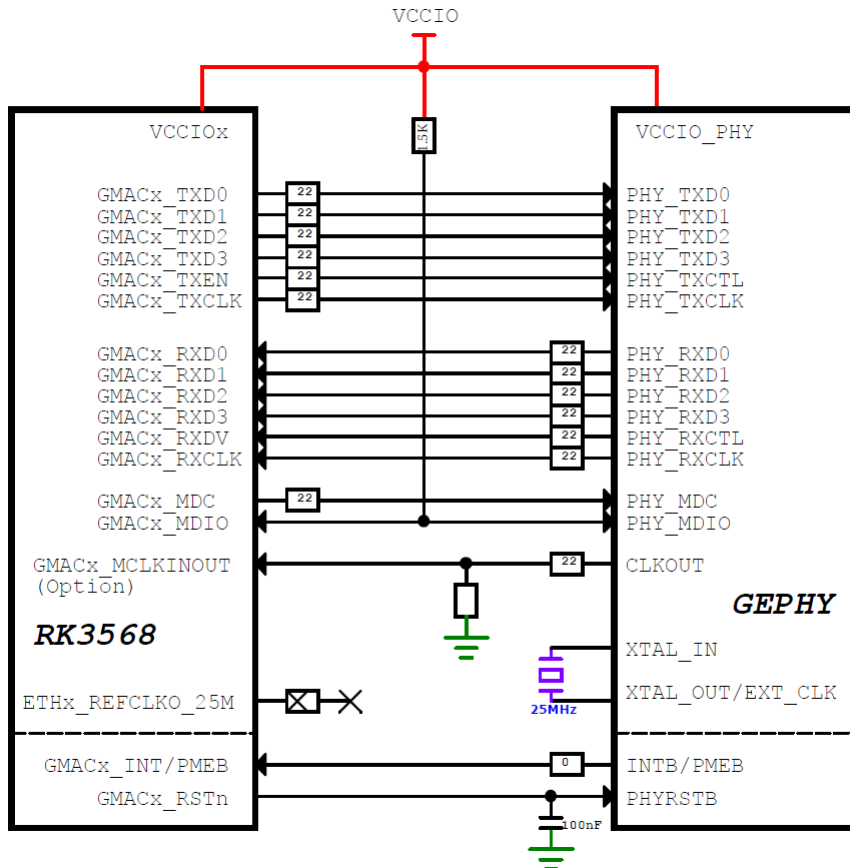 VCCIO
VCCIOx
1.5K
VCCIO_PHY
GMACx_TXD0 22 PHY_TXD0
GMACx_TXD1 22 PHY_TXD1
GMACx_TXD2 22 PHY_TXD2
GMACx_TXD3 22 PHY_TXD3
GMACx_TXEN 22 PHY_TXCTL
GMACx_TXCLK 22 PHY_TXCLK
GMACx_RXD0 22 PHY_RXD0
GMACx_RXD1 22 PHY_RXD1
GMACx_RXD2 22 PHY_RXD2
GMACx_RXD3 22 PHY_RXD3
GMACx_RXDV 22 PHY_RXCTL
GMACx_RXCLK 22 PHY_RXCLK
GMACx_MDC 22 PHY_MDC
GMACx_MDIO PHY_MDIO
GMACx_MCLKINOUT 22 CLKOUT
(Option)
GEPHY
RK3568
XTAL_IN
ETHx_REFCLKO_25M XTAL_OUT/EXT_CLK
25MHz
GMACx_INT/PMEB 0 INTB/PMEB
GMACx_RSTn PHYRSTB
100nF